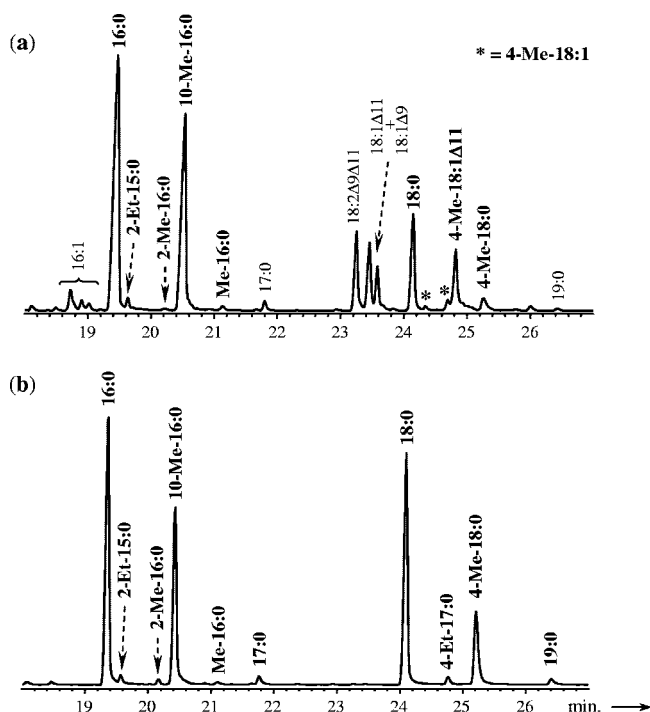 (a)
16:0
10-Me-16:0
* = 4-Me-18:1
16:1
2-Et-15:0
2-Me-16:0
Me-16:0
17:0
18:2Δ9Δ11
18:1Δ11
+
18:1Δ9
18:0
*
*
4-Me-18:1Δ11
4-Me-18:0
19:0
19 20 21 22 23 24 25 26
(b)
16:0
2-Et-15:0
2-Me-16:0
10-Me-16:0
Me-16:0
17:0
18:0
4-Et-17:0
4-Me-18:0
19:0
19 20 21 22 23 24 25 26 min.